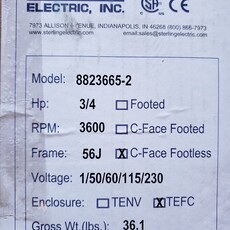 ELECTRIC, INC. SP®
7973 ALLISON AVENUE, INDIANAPOLIS, IN 46268 (800) 866-7973
www.sterlingelectric.com email sales@sterlingelectric.com
Model: 8823665-2
Hp: 3/4 Footed
RPM: 3600 C-Face Footed
Frame: 56J X C-Face Footless
Voltage: 1/50/60/115/230
Enclosure: TENV X TEFC
Gross Wt.(lbs.) 36.1